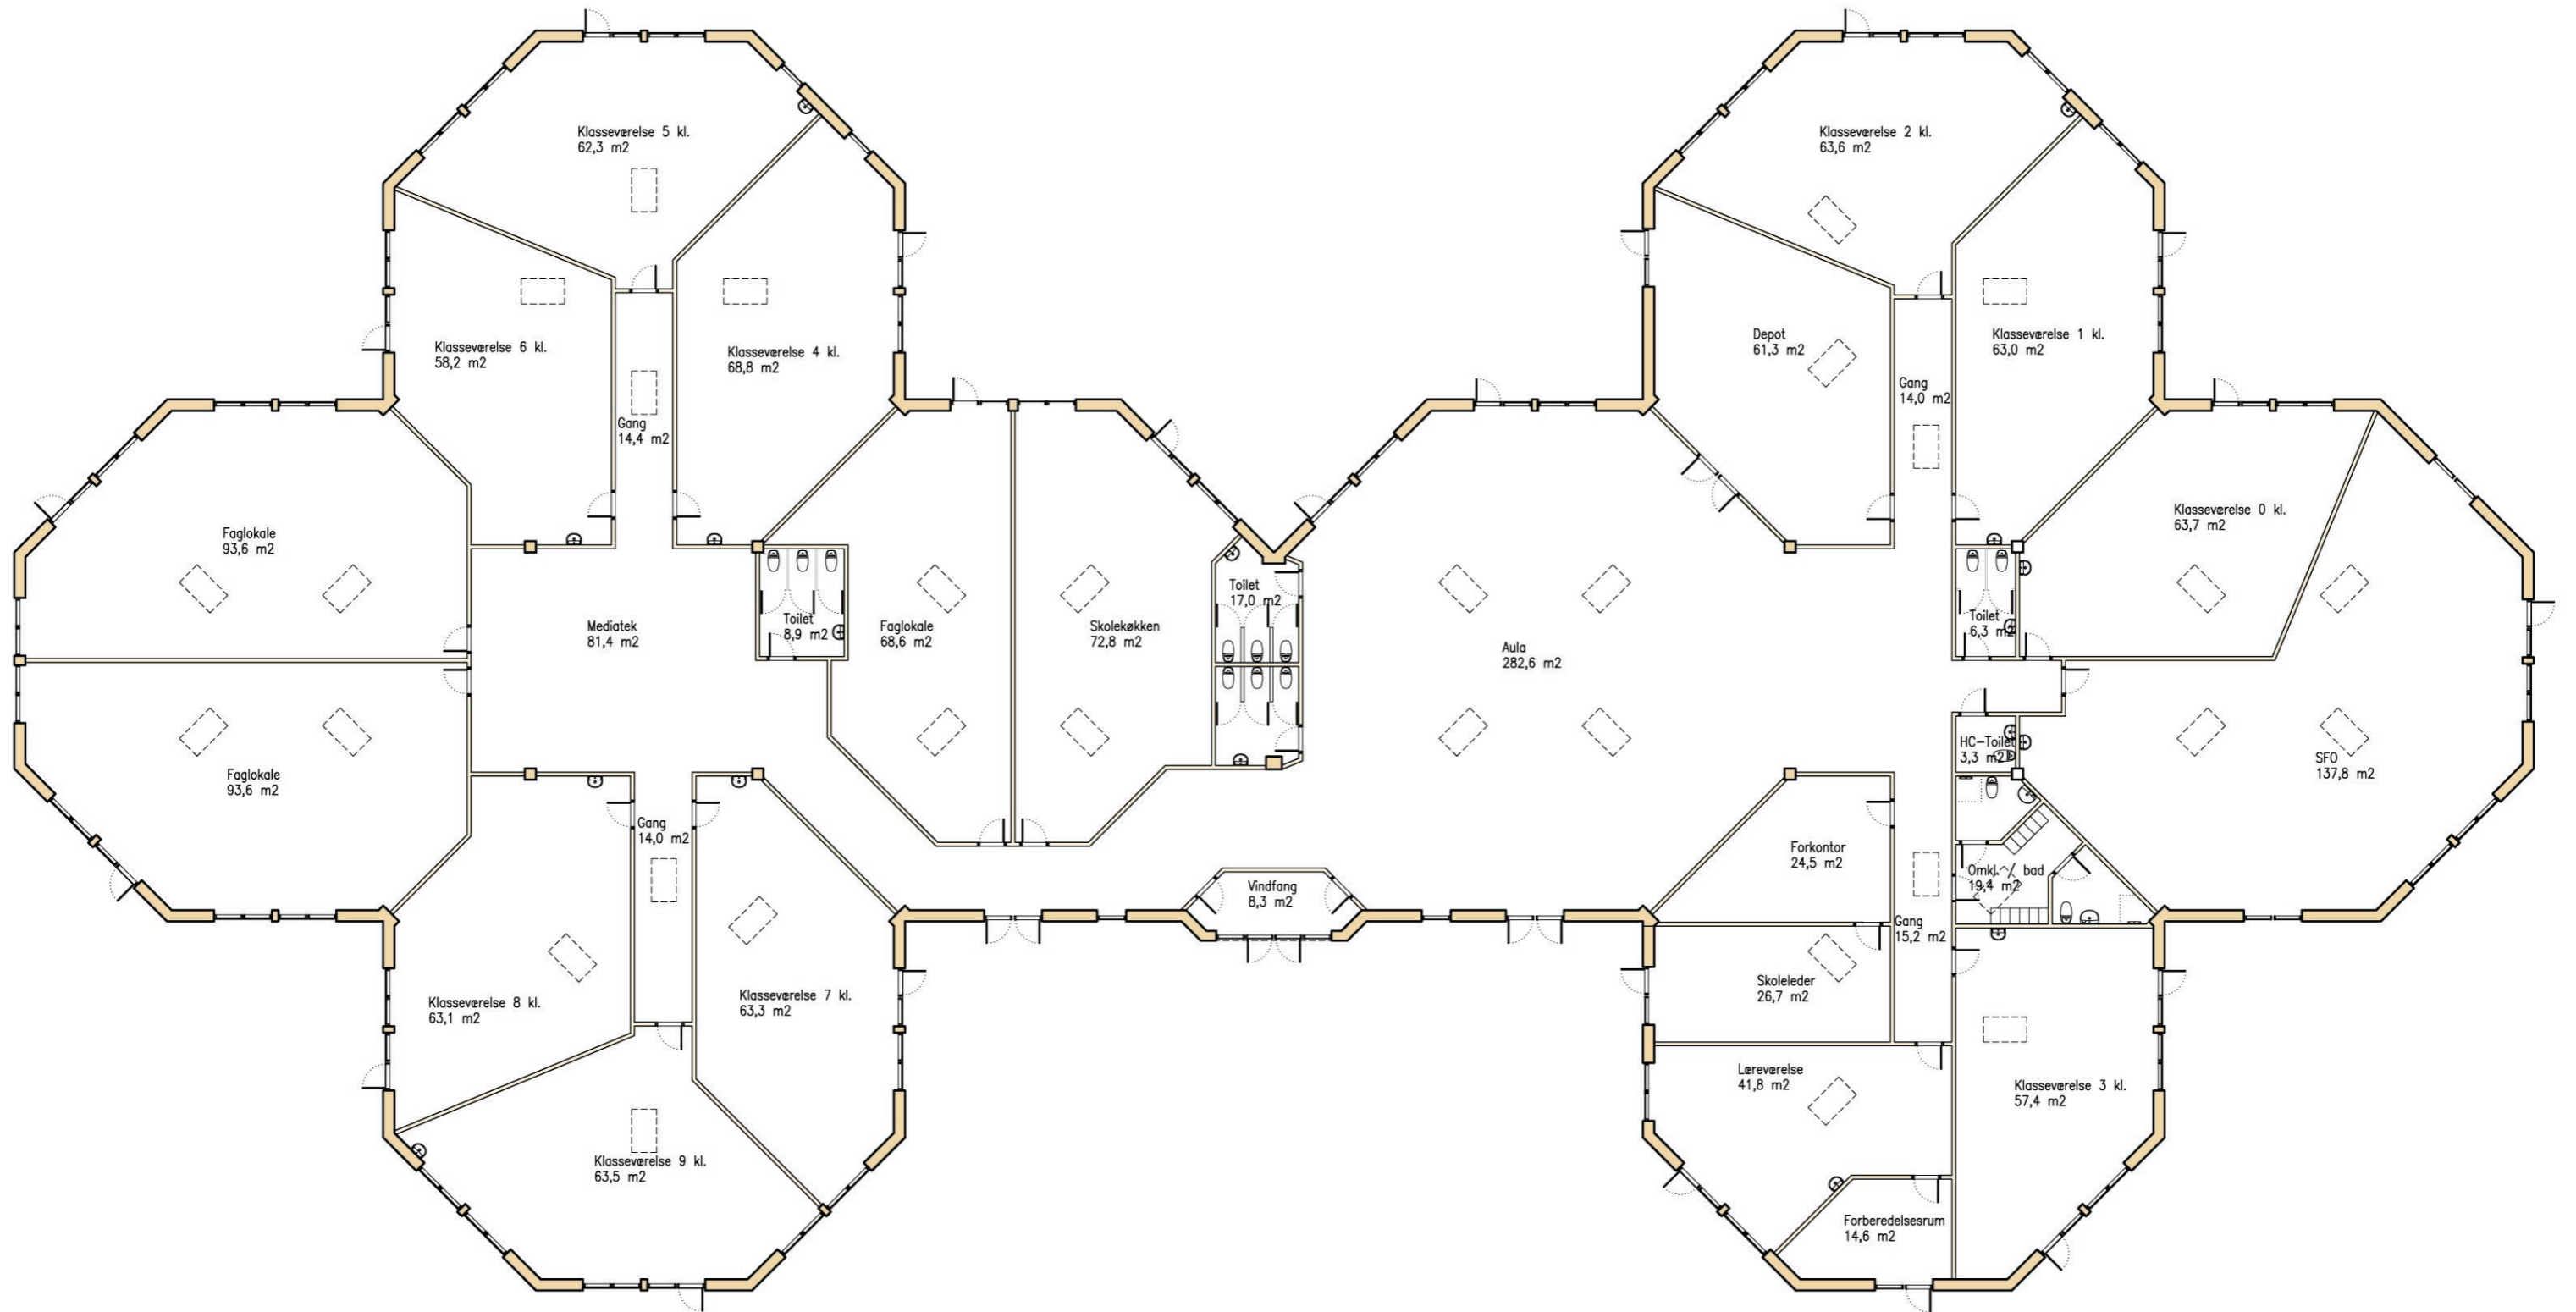 Klasseværelse 5 kl.
62,3 m2
Klasseværelse 2 kl.
63,6 m2
Klasseværelse 6 kl.
58,2 m2
Klasseværelse 4 kl.
68,8 m2
Depot
61,3 m2
Klasseværelse 1 kl.
63,0 m2
Gang
14,4 m2
Gang
14,0 m2
Faglokale
93,6 m2
Klasseværelse 0 kl.
63,7 m2
Mediatek
81,4 m2
Toilet
8,9 m2
Faglokale
68,6 m2
Skolekøkken
72,8 m2
Toilet
17,0 m2
Aula
282,6 m2
Toilet
6,3 m2
HC-Toilet
3,3 m2
SFO
137,8 m2
Faglokale
93,6 m2
Gang
14,0 m2
Forkontor
24,5 m2
Omkl. / bad
19,4 m2
Vindfang
8,3 m2
Gang
15,2 m2
Klasseværelse 8 kl.
63,1 m2
Klasseværelse 7 kl.
63,3 m2
Skoleleder
26,7 m2
Læreværelse
41,8 m2
Klasseværelse 3 kl.
57,4 m2
Klasseværelse 9 kl.
63,5 m2
Forberedelsesrum
14,6 m2